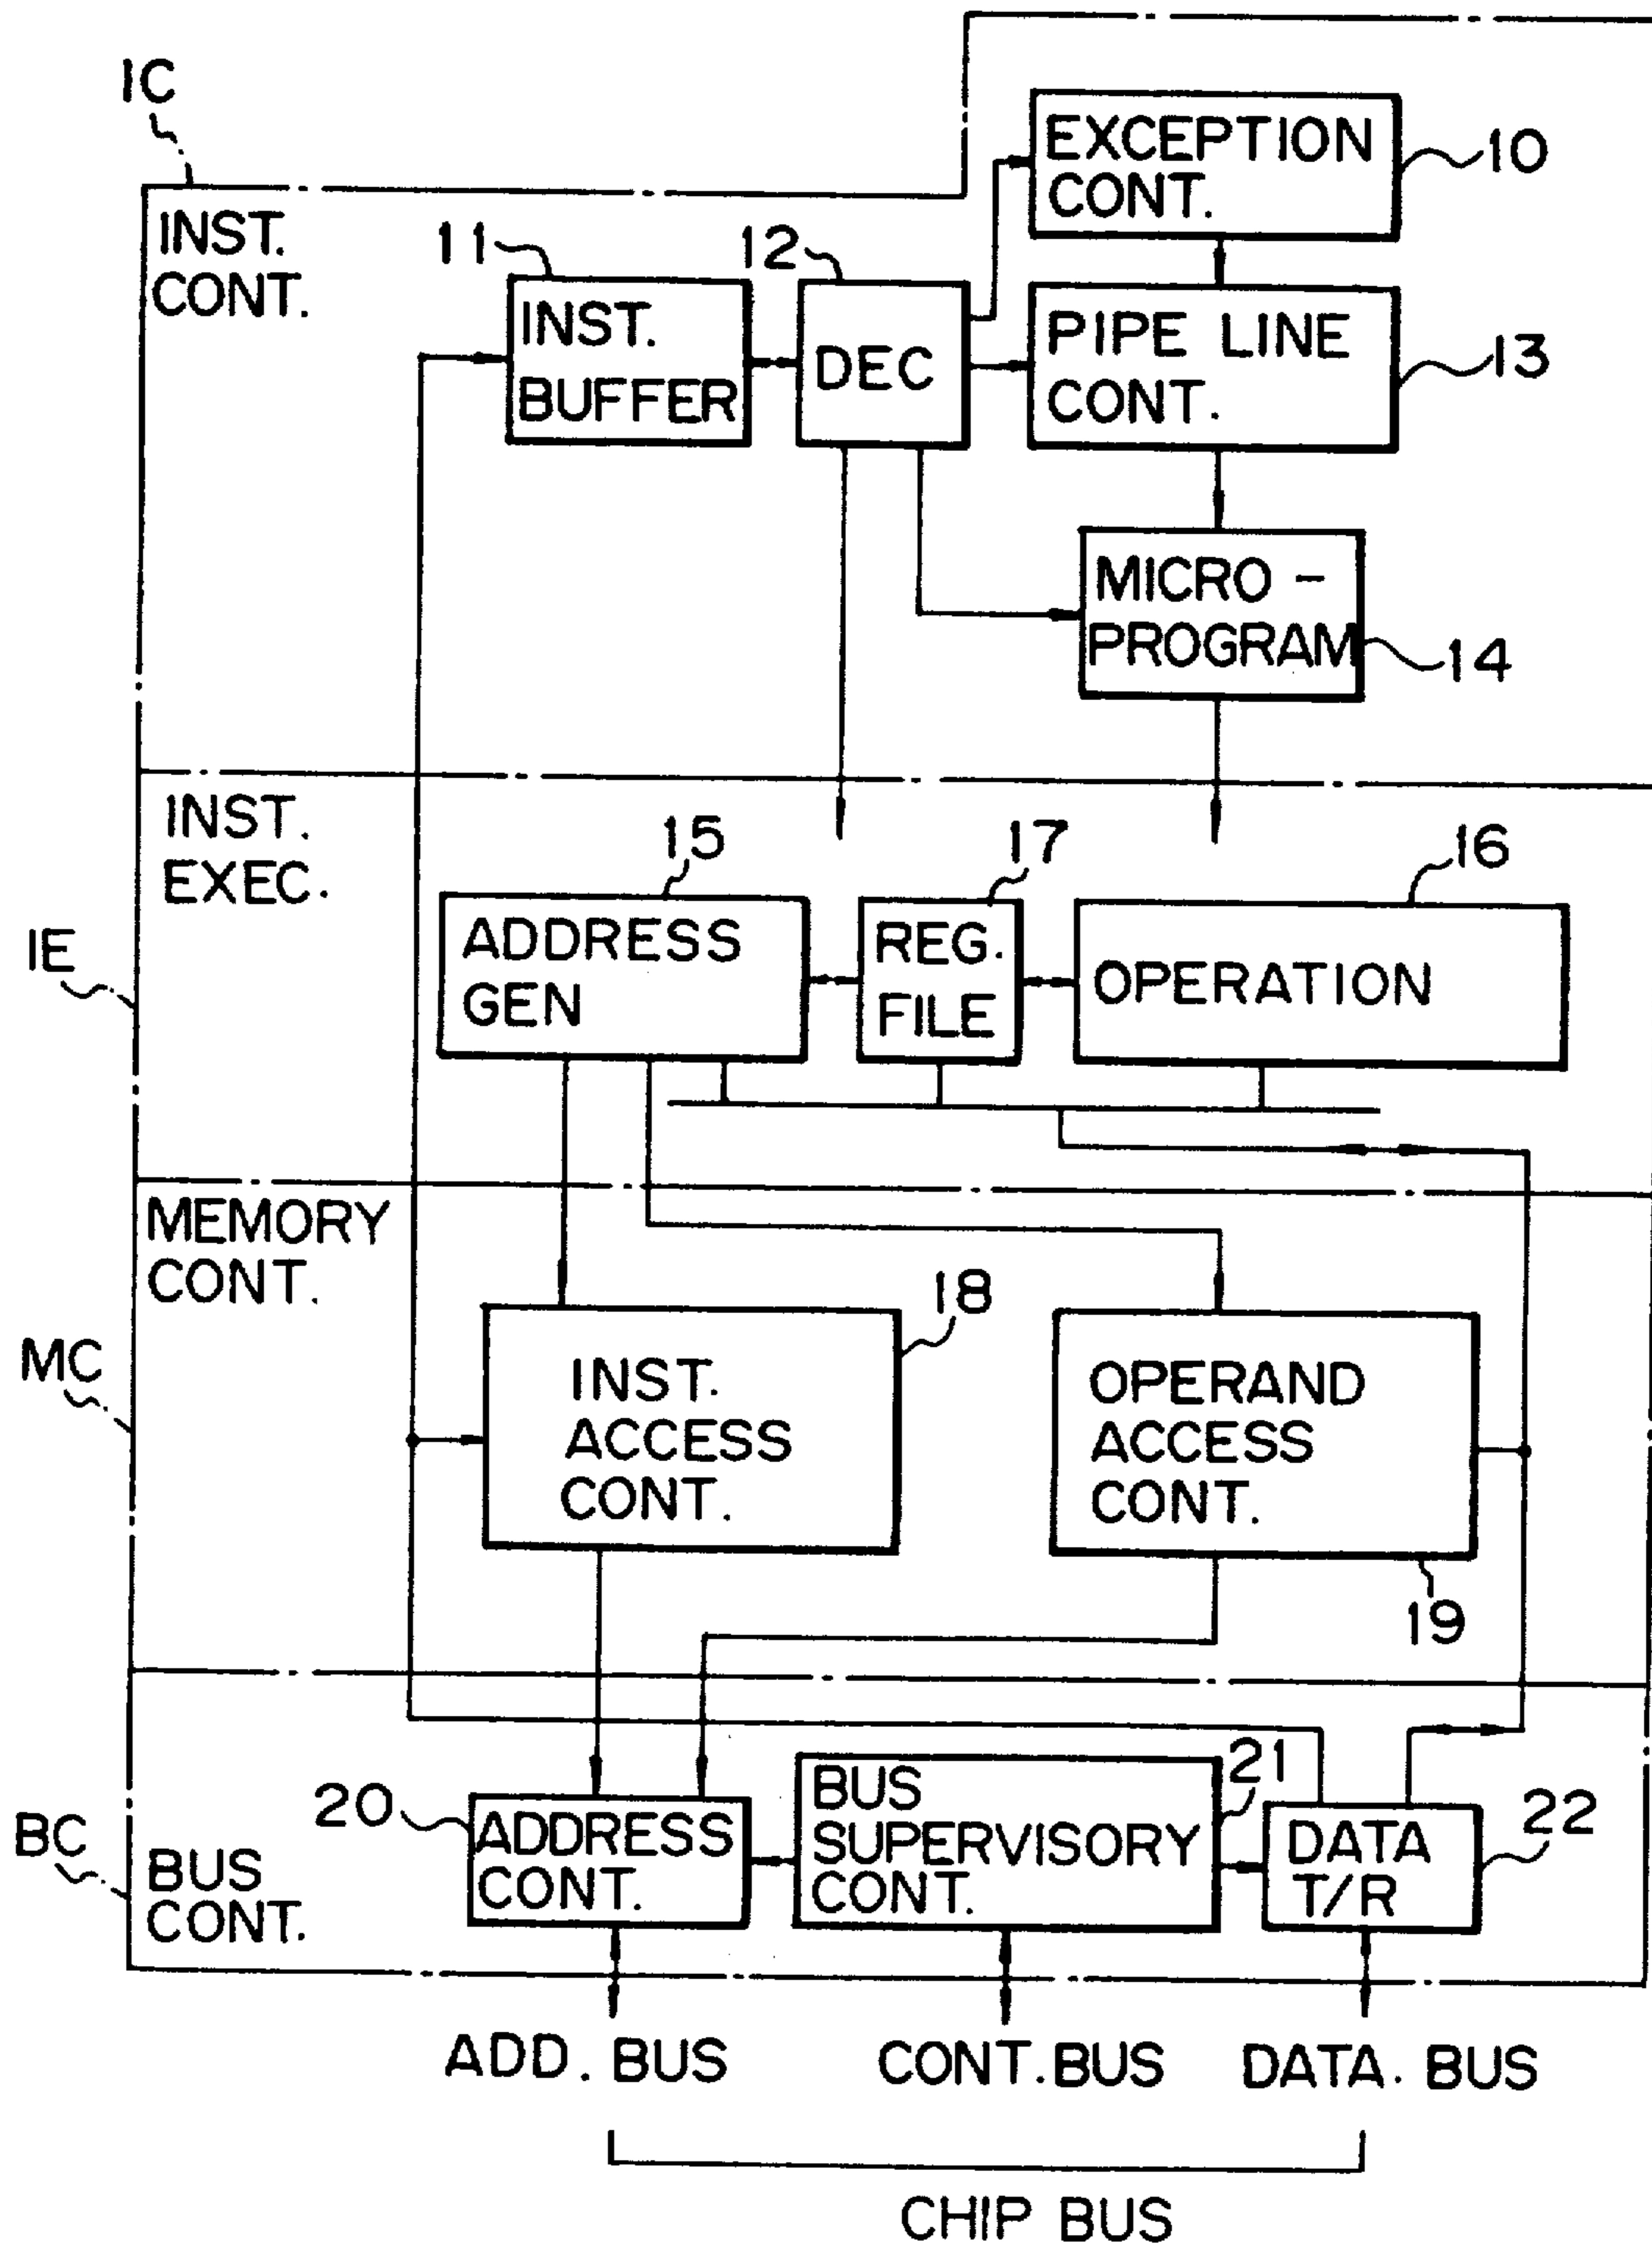 IC
EXCEPTION
CONT.
10
INST.
CONT.
11
12
INST.
BUFFER
DEC
PIPE LINE
CONT.
13
MICRO -
PROGRAM
14
INST.
EXEC.
IE
15
17
16
ADDRESS
GEN
REG.
FILE
OPERATION
MEMORY
CONT.
MC
18
INST.
ACCESS
CONT.
OPERAND
ACCESS
CONT.
19
BC
BUS
CONT.
20
ADDRESS
CONT.
BUS
SUPERVISORY
CONT.
21
DATA
T/R
22
ADD. BUS
CONT. BUS
DATA. BUS
CHIP BUS